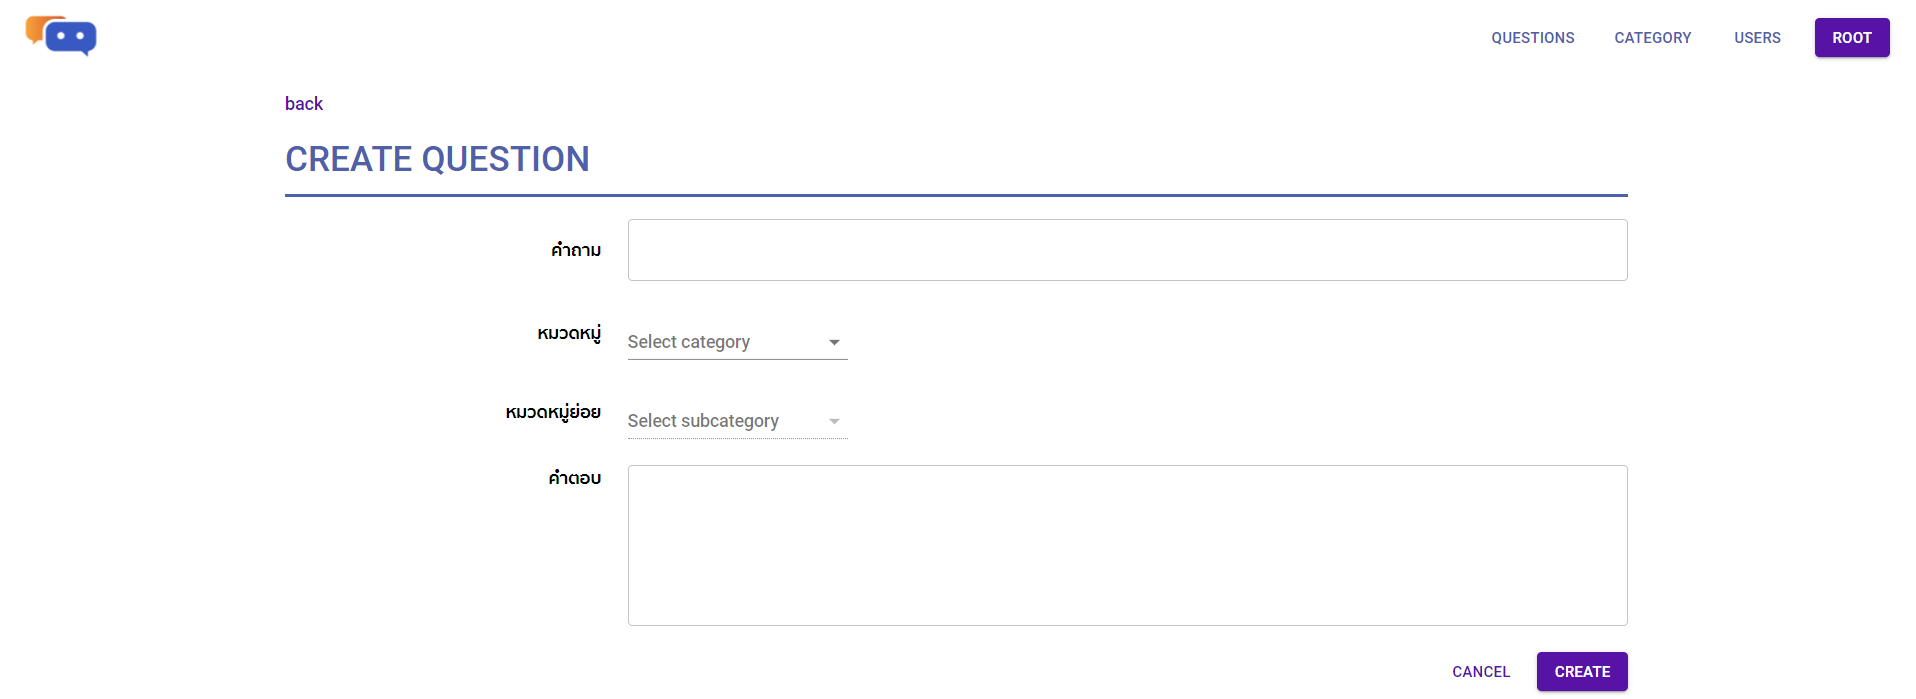 QUESTIONS CATEGORY USERS ROOT
back
CREATE QUESTION
คำถาม
หมวดหมู่ Select category
หมวดหมู่ย่อย Select subcategory
คำตอบ
CANCEL CREATE